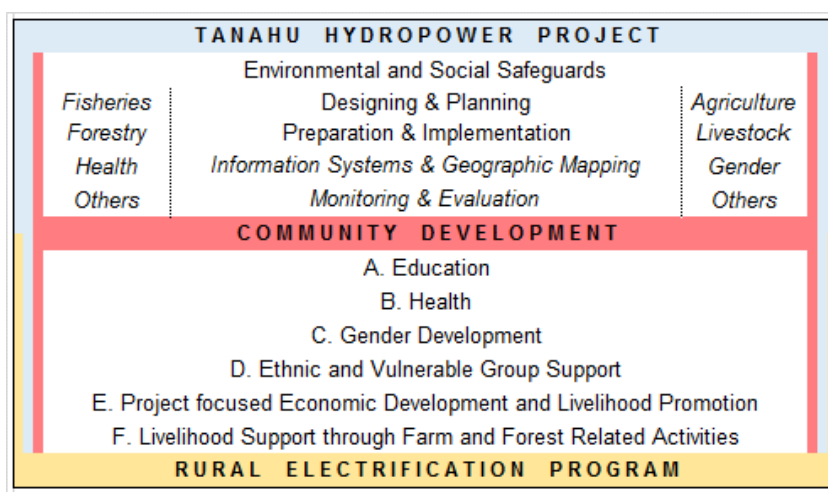 TANAHU HYDROPOWER PROJECT
Environmental and Social Safeguards
Fisheries Designing & Planning Agriculture
Forestry Preparation & Implementation Livestock
Health Information Systems & Geographic Mapping Gender
Others Monitoring & Evaluation Others
COMMUNITY DEVELOPMENT
A. Education
B. Health
C. Gender Development
D. Ethnic and Vulnerable Group Support
E. Project focused Economic Development and Livelihood Promotion
F. Livelihood Support through Farm and Forest Related Activities
RURAL ELECTRIFICATION PROGRAM